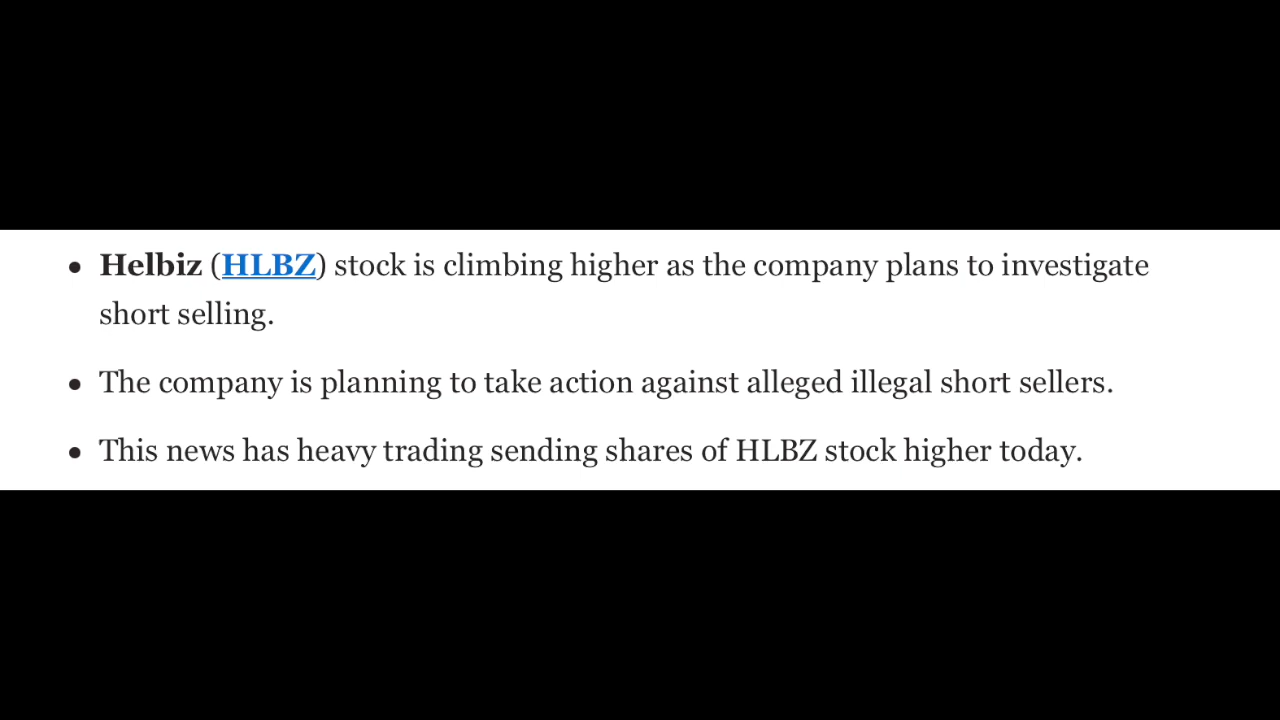 • Helbiz (HLBZ) stock is climbing higher as the company plans to investigate
short selling.
• The company is planning to take action against alleged illegal short sellers.
• This news has heavy trading sending shares of HLBZ stock higher today.